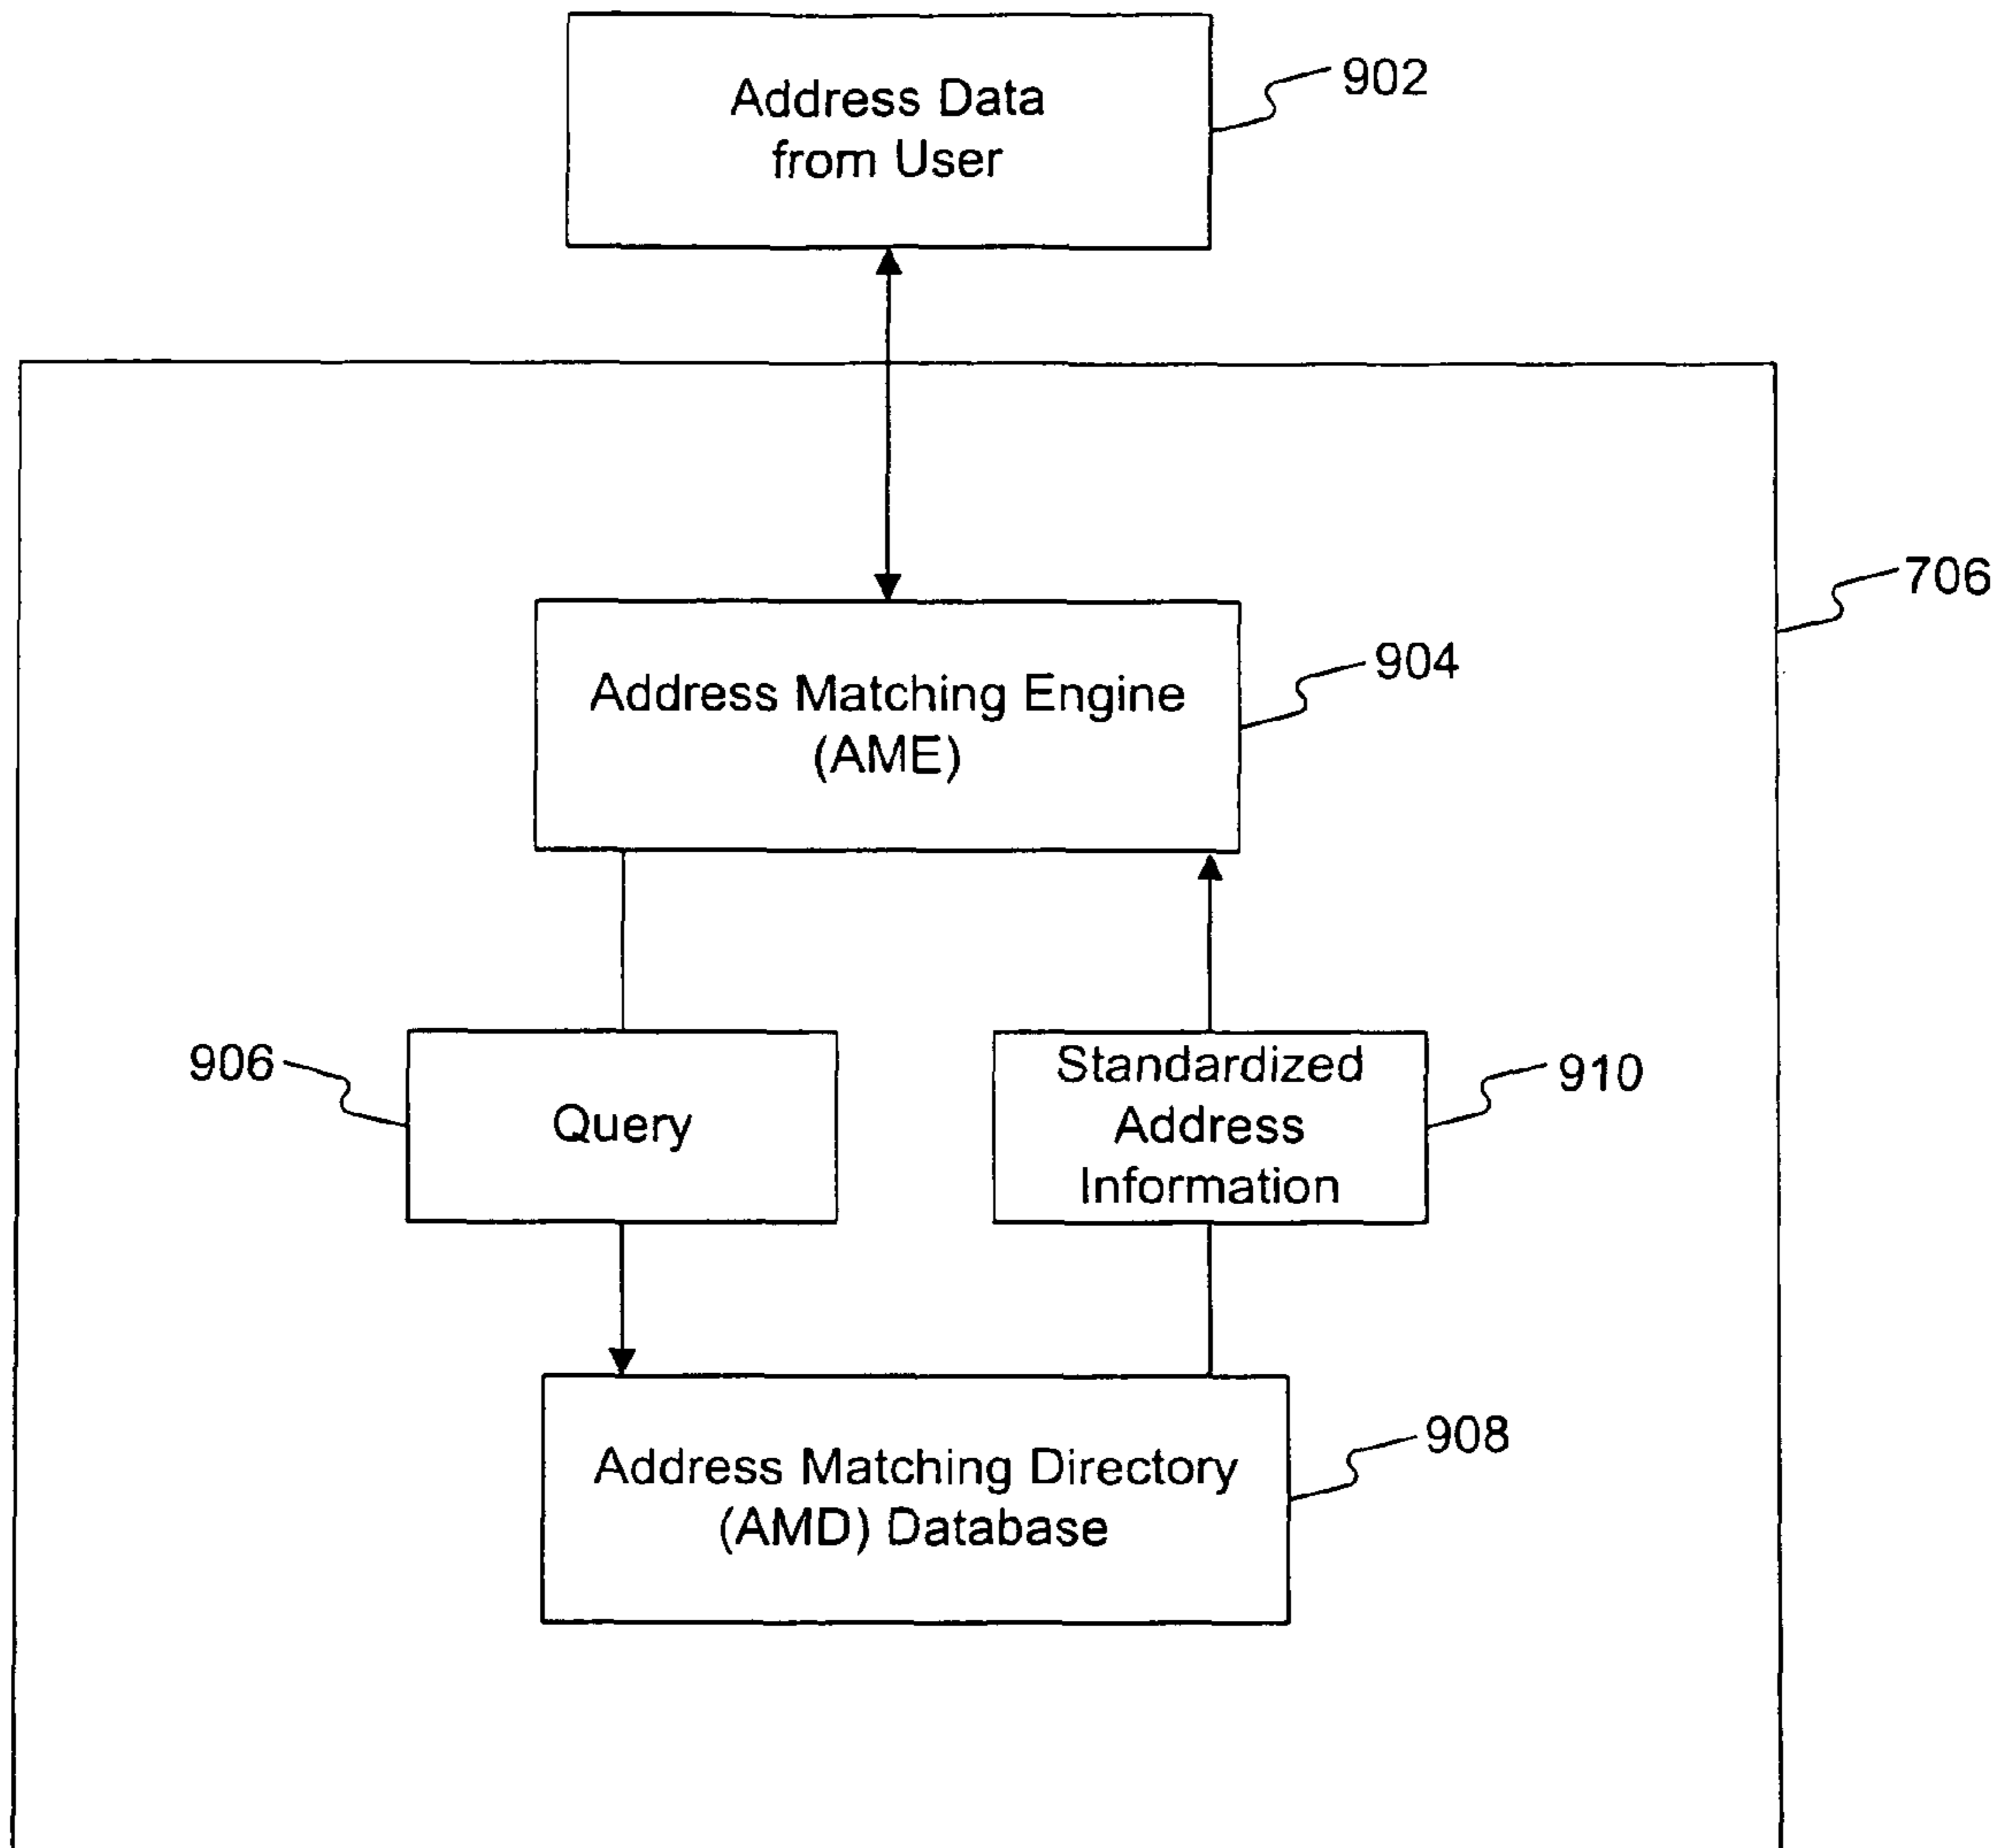 Address Data
from User
902
706
Address Matching Engine
(AME)
904
906
Query
Standardized
Address
Information
910
Address Matching Directory
(AMD) Database
908